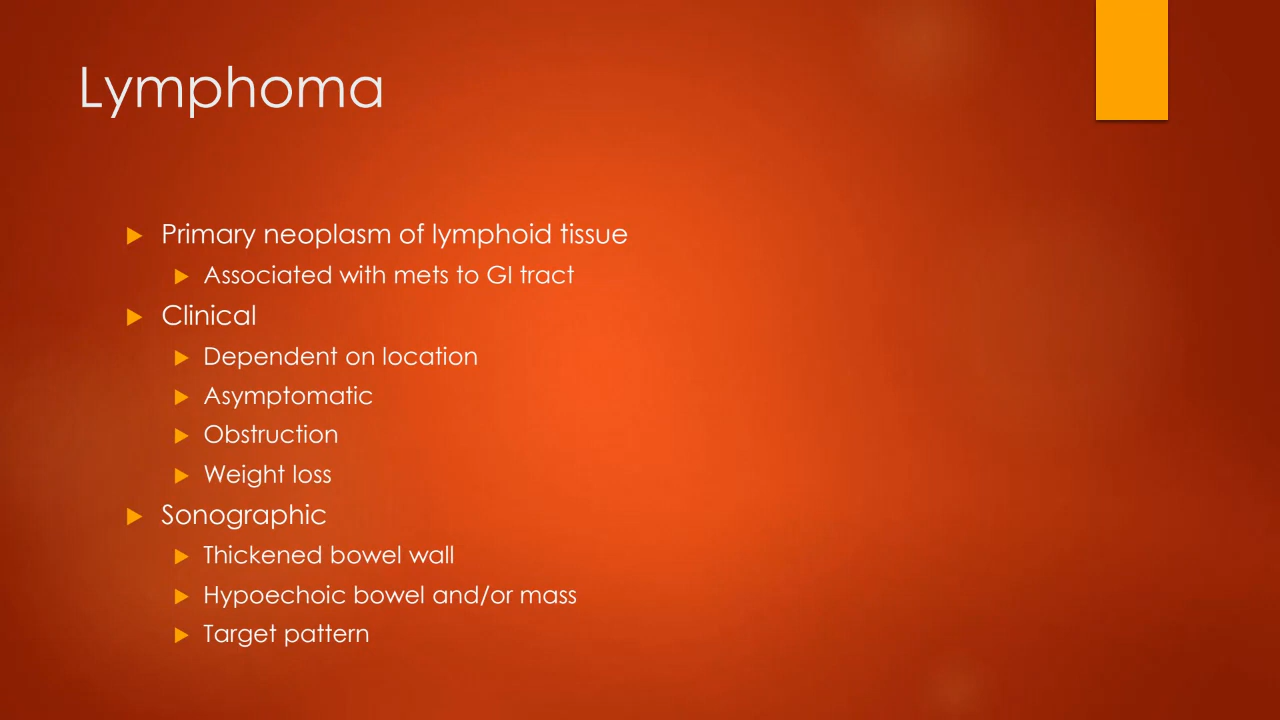 Lymphoma
Primary neoplasm of lymphoid tissue
Associated with mets to GI tract
Clinical
Dependent on location
Asymptomatic
Obstruction
Weight loss
Sonographic
Thickened bowel wall
Hypoechoic bowel and/or mass
Target pattern